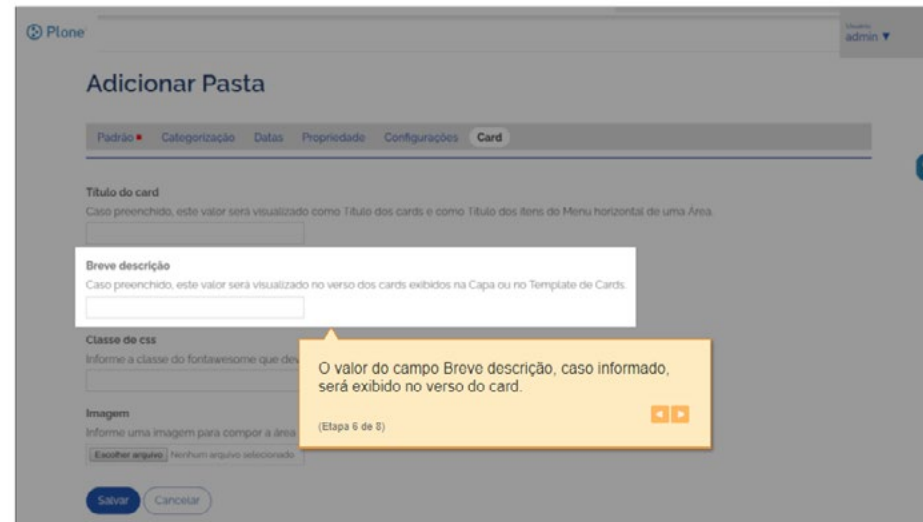 Plone
Usuário
admin ▼
Adicionar Pasta
Padrão Categorização Datas Propriedade Configurações Card
Título do card
Caso preenchido, este valor será visualizado como Título dos cards e como Título dos itens do Menu horizontal de uma Área.
Breve descrição
Caso preenchido, este valor será visualizado no verso dos cards exibidos na Capa ou no Template de Cards.
Classe do css
Informe a classe do fontawesome que dev
O valor do campo Breve descrição, caso informado,
será exibido no verso do card.
(Etapa 6 de 8)
Imagem
Informe uma imagem para compor a área
Escolher arquivo Nenhum arquivo selecionado
Salvar Cancelar